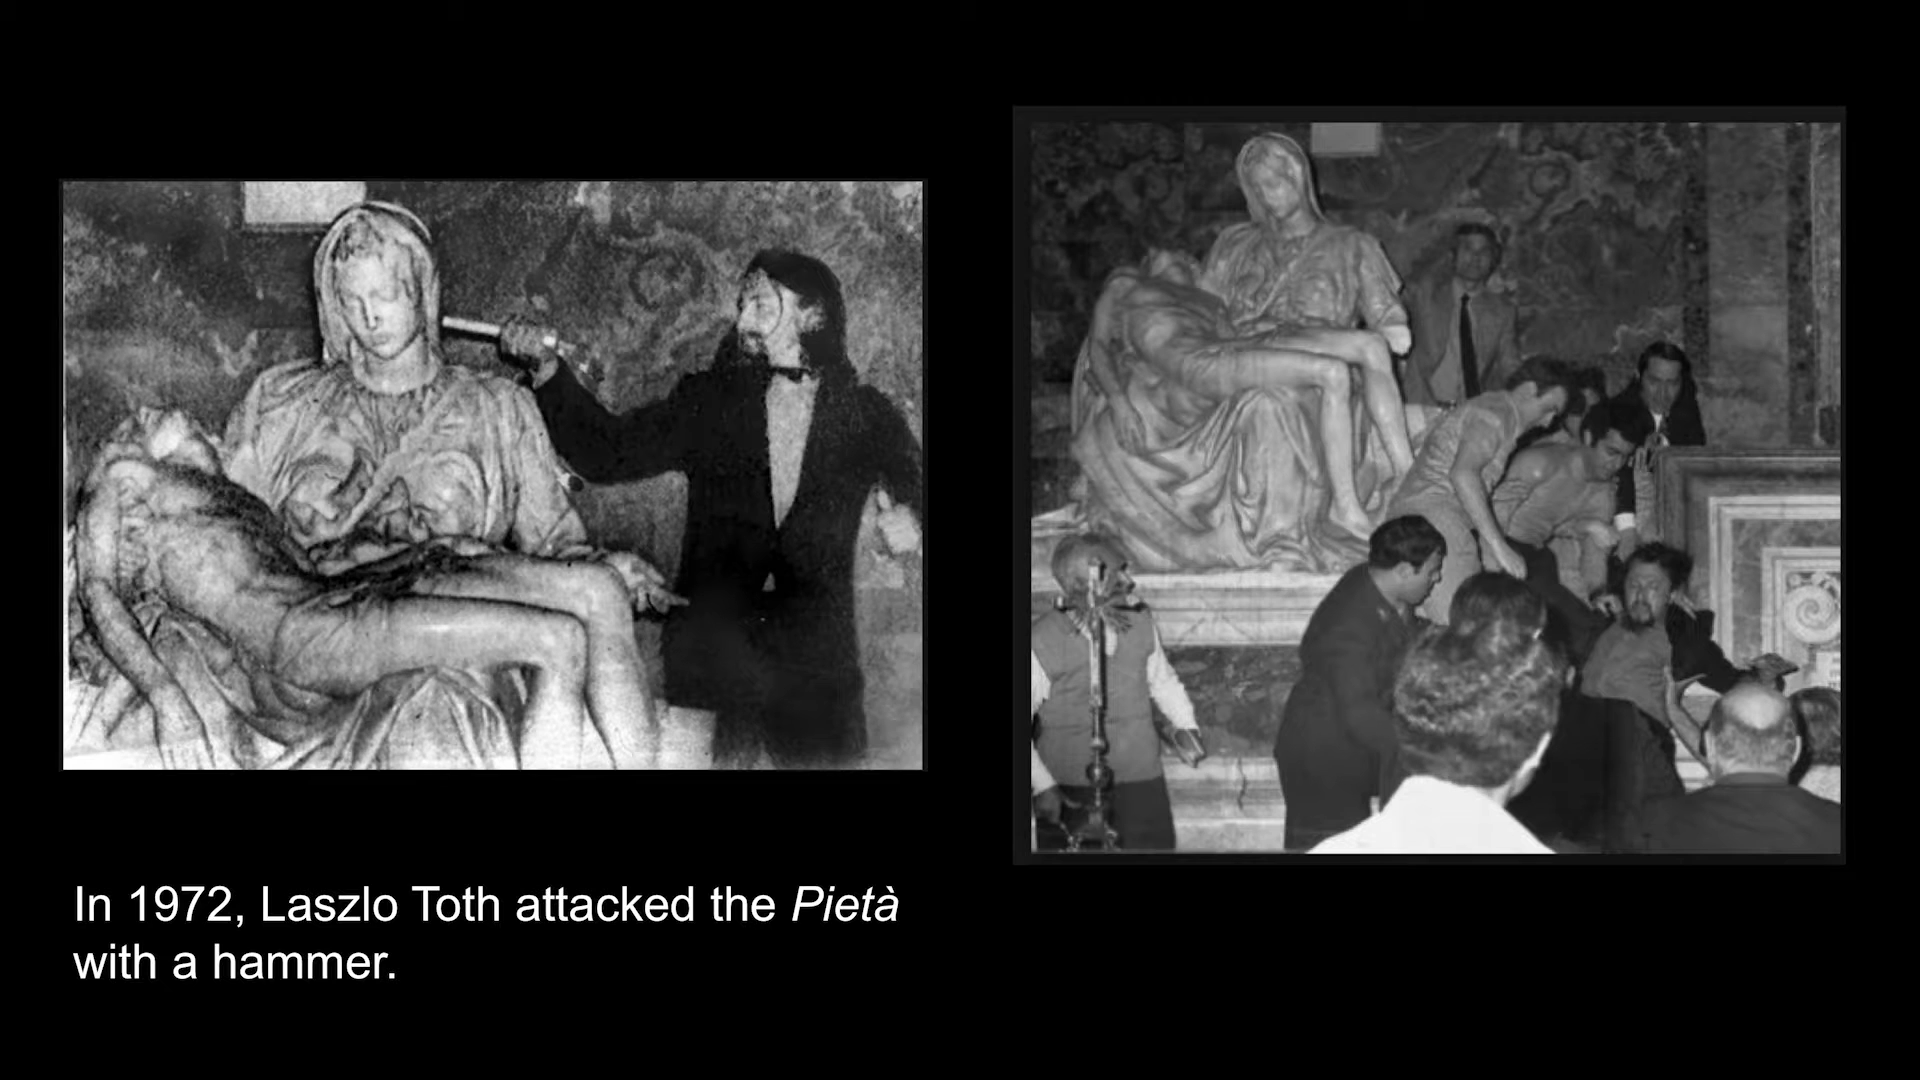 In 1972, Laszlo Toth attacked the Pietà
with a hammer.